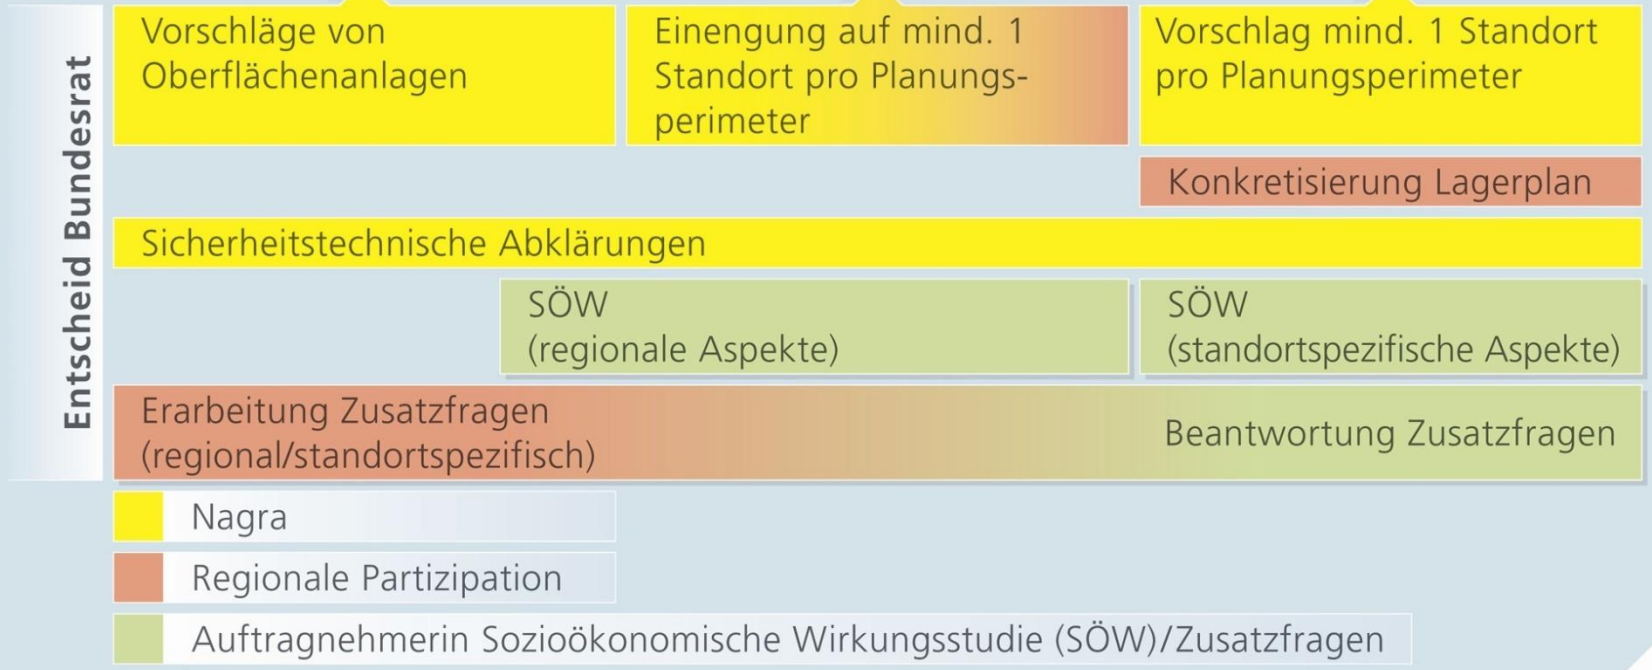 Entscheid Bundesrat
Vorschläge von
Oberflächenanlagen
Einengung auf mind. 1
Standort pro Planungs-
perimeter
Vorschlag mind. 1 Standort
pro Planungsperimeter
Konkretisierung Lagerplan
Sicherheitstechnische Abklärungen
SÖW
(regionale Aspekte)
SÖW
(standortspezifische Aspekte)
Erarbeitung Zusatzfragen
(regional/standortspezifisch)
Beantwortung Zusatzfragen
Nagra
Regionale Partizipation
Auftragnehmerin Sozioökonomische Wirkungsstudie (SÖW)/Zusatzfragen